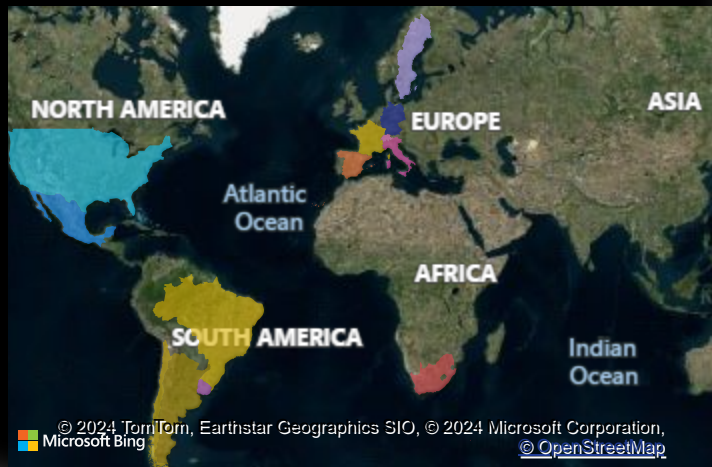 NORTH AMERICA
EUROPE
ASIA
Atlantic
Ocean
AFRICA
SOUTH AMERICA
Indian
Ocean
© 2024 TomTom, Earthstar Geographics SIO, © 2024 Microsoft Corporation,
Microsoft Bing
© OpenStreetMap